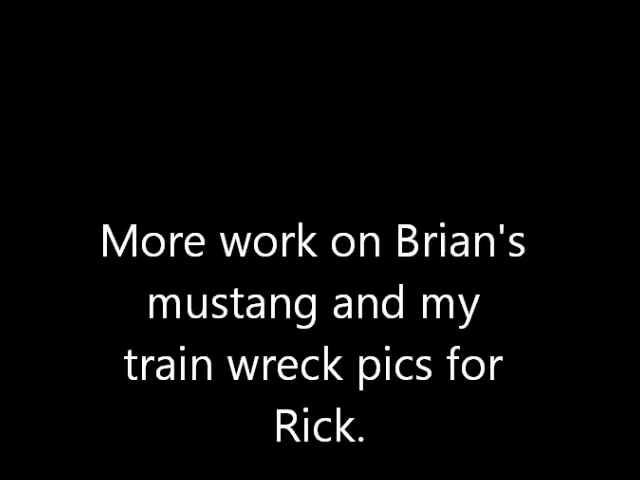 More work on Brian's
mustang and my
train wreck pics for
Rick.